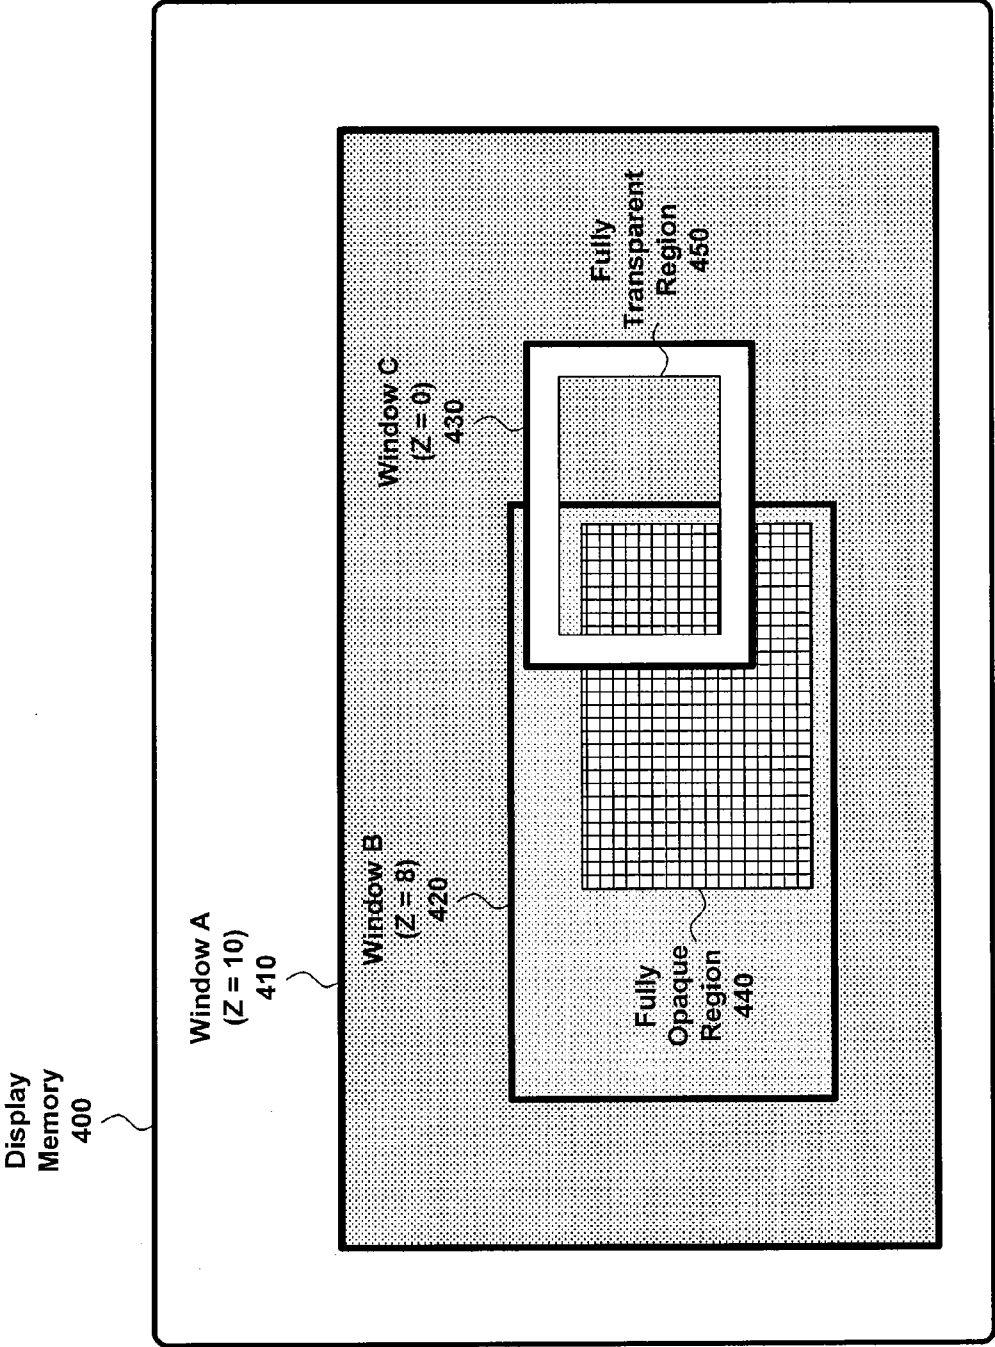 Display
Memory
400
Window A
(Z = 10)
410
Window B
(Z = 8)
420
Window C
(Z = 0)
430
Fully
Opaque
Region
440
Fully
Transparent
Region
450